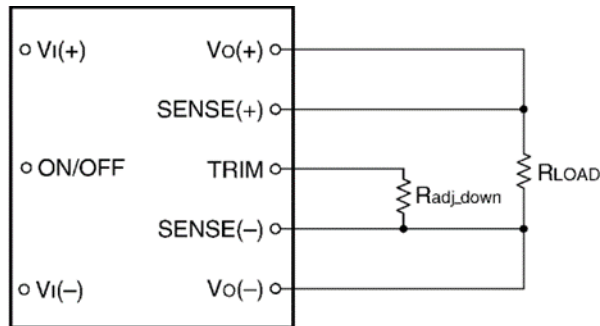 VI(+)
VO(+)
SENSE(+)
ON/OFF
TRIM
Radj_down
RLOAD
SENSE(−)
VI(−)
VO(−)